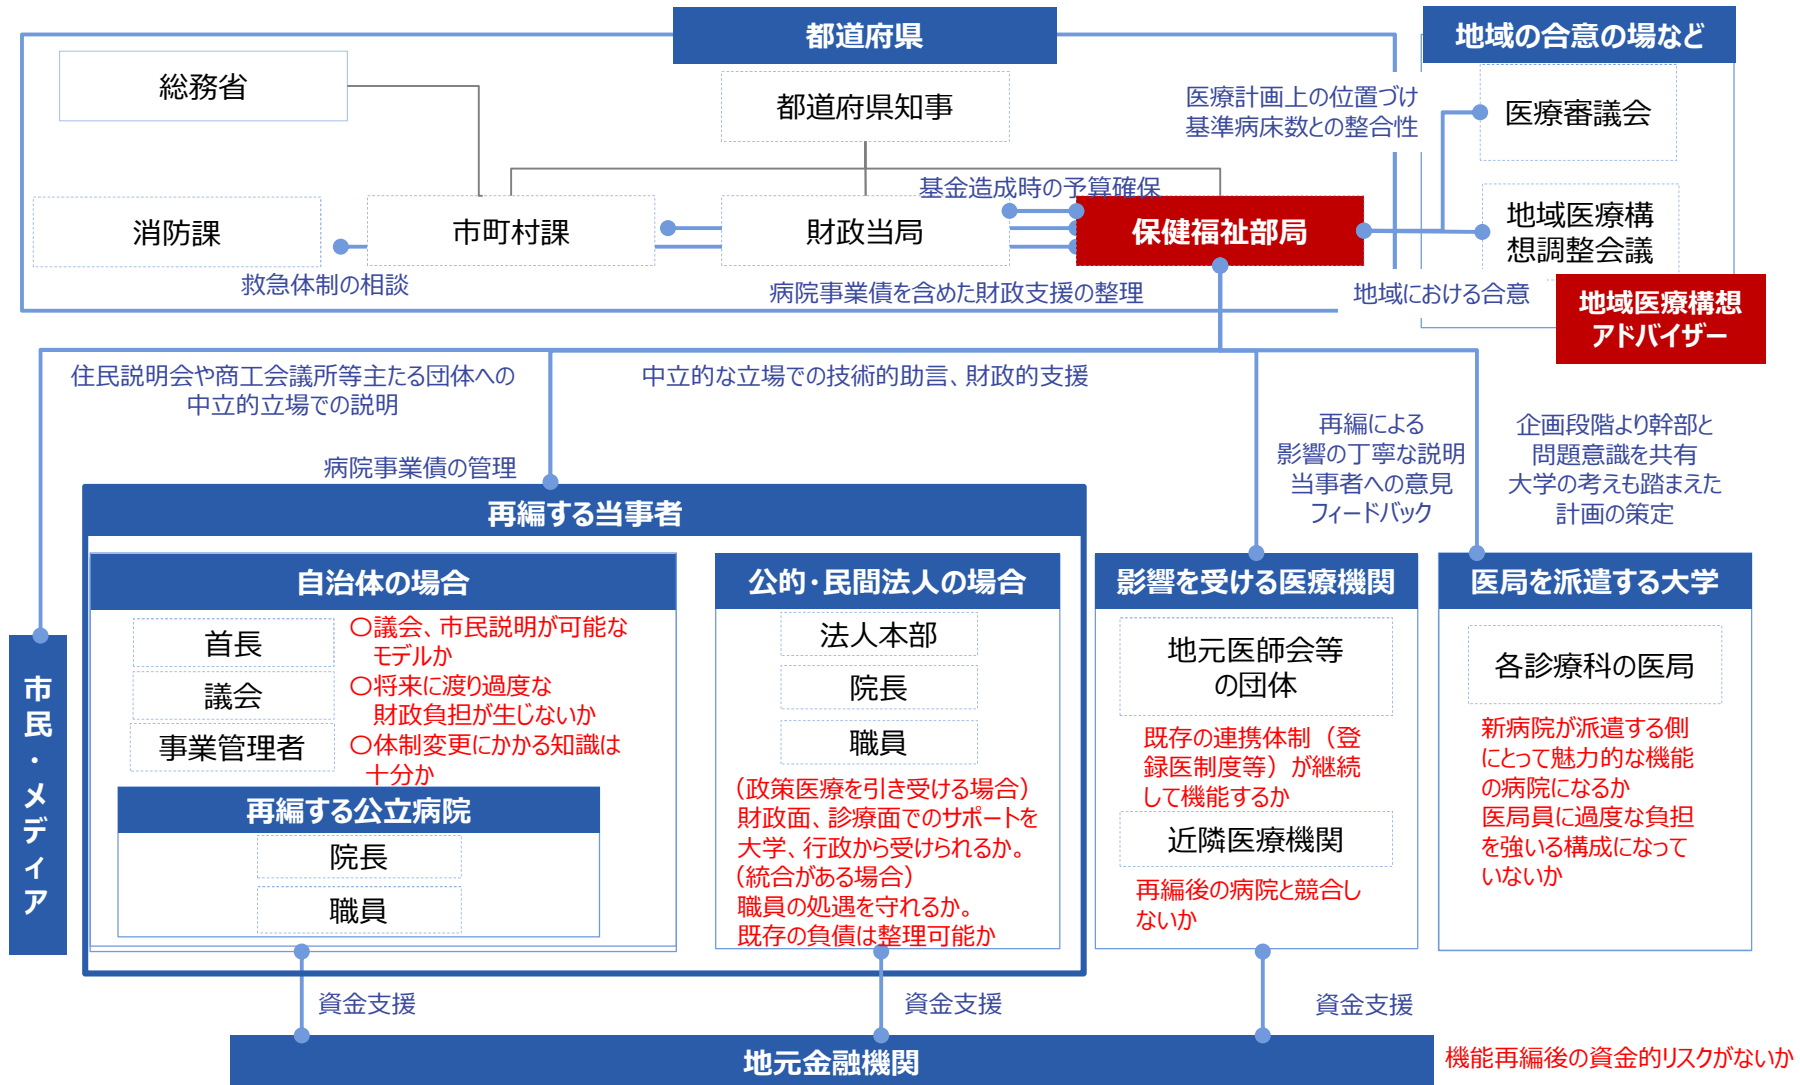 都道府県
地域の合意の場など
総務省
都道府県知事
医療計画上の位置づけ
基準病床数との整合性
医療審議会
基金造成時の予算確保
消防課
市町村課
財政当局
保健福祉部局
地域医療構
想調整会議
救急体制の相談
病院事業債を含めた財政支援の整理
地域における合意
地域医療構想
アドバイザー
住民説明会や商工会議所等主たる団体への
中立的立場での説明
中立的な立場での技術的助言、財政的支援
再編による
影響の丁寧な説明
当事者への意見
フィードバック
企画段階より幹部と
問題意識を共有
大学の考えも踏まえた
計画の策定
病院事業債の管理
再編する当事者
自治体の場合
首長
議会
事業管理者
〇議会、市民説明が可能な
モデルか
〇将来に渡り過度な
財政負担が生じないか
〇体制変更にかかる知識は
十分か
再編する公立病院
院長
職員
公的・民間法人の場合
法人本部
院長
職員
（政策医療を引き受ける場合）
財政面、診療面でのサポートを
大学、行政から受けられるか。
（統合がある場合）
職員の処遇を守れるか。
既存の負債は整理可能か
影響を受ける医療機関
地元医師会等
の団体
既存の連携体制（登
録医制度等）が継続
して機能するか
近隣医療機関
再編後の病院と競合し
ないか
医局を派遣する大学
各診療科の医局
新病院が派遣する側
にとって魅力的な機能
の病院になるか
医局員に過度な負担
を強いる構成になって
いないか
市民・メディア
資金支援
資金支援
資金支援
地元金融機関
機能再編後の資金的リスクがないか